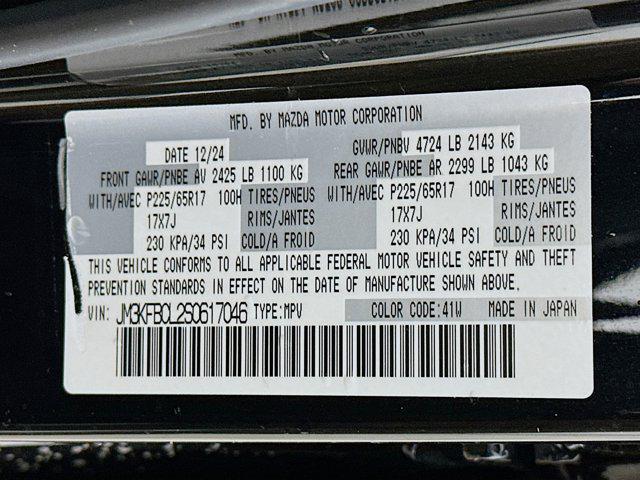 MFD. BY MAZDA MOTOR CORPORATION
DATE 12/24 GVWR/PNBV 4724 LB 2143 KG
FRONT GAWR/PNBE AV 2425 LB 1100 KG REAR GAWR/PNBE AR 2299 LB 1043 KG
WITH/AVEC P225/65R17 100H TIRES/PNEUS WITH/AVEC P225/65R17 100H TIRES/PNEUS
17X7J RIMS/JANTES 17X7J RIMS/JANTES
230 KPA/34 PSI COLD/A FROID 230 KPA/34 PSI COLD/A FROID
THIS VEHICLE CONFORMS TO ALL APPLICABLE FEDERAL MOTOR VEHICLE SAFETY AND THEFT
PREVENTION STANDARDS IN EFFECT ON THE DATE OF MANUFACTURE SHOWN ABOVE.
VIN: JM3KFBCL2S0617046 TYPE:MPV COLOR CODE:41W MADE IN JAPAN